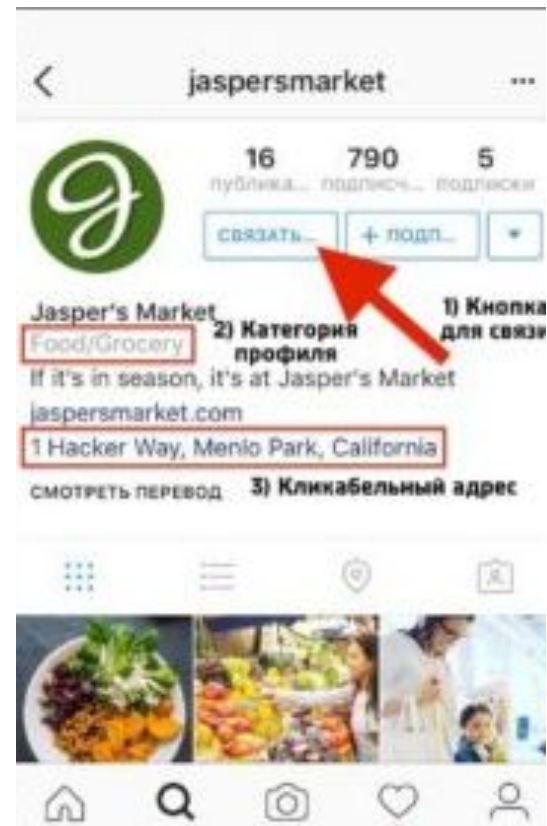 jaspersmarket ...
16 790 5
публика... подписч... подписки
СВЯЗАТЬ... + ПОДП...
Jasper's Market
1) Кнопка для связи
Food/Grocery
2) Категория профиля
If it's in season, it's at Jasper's Market
jaspersmarket.com
1 Hacker Way, Menlo Park, California
СМОТРЕТЬ ПЕРЕВОД 3) Кликабельный адрес